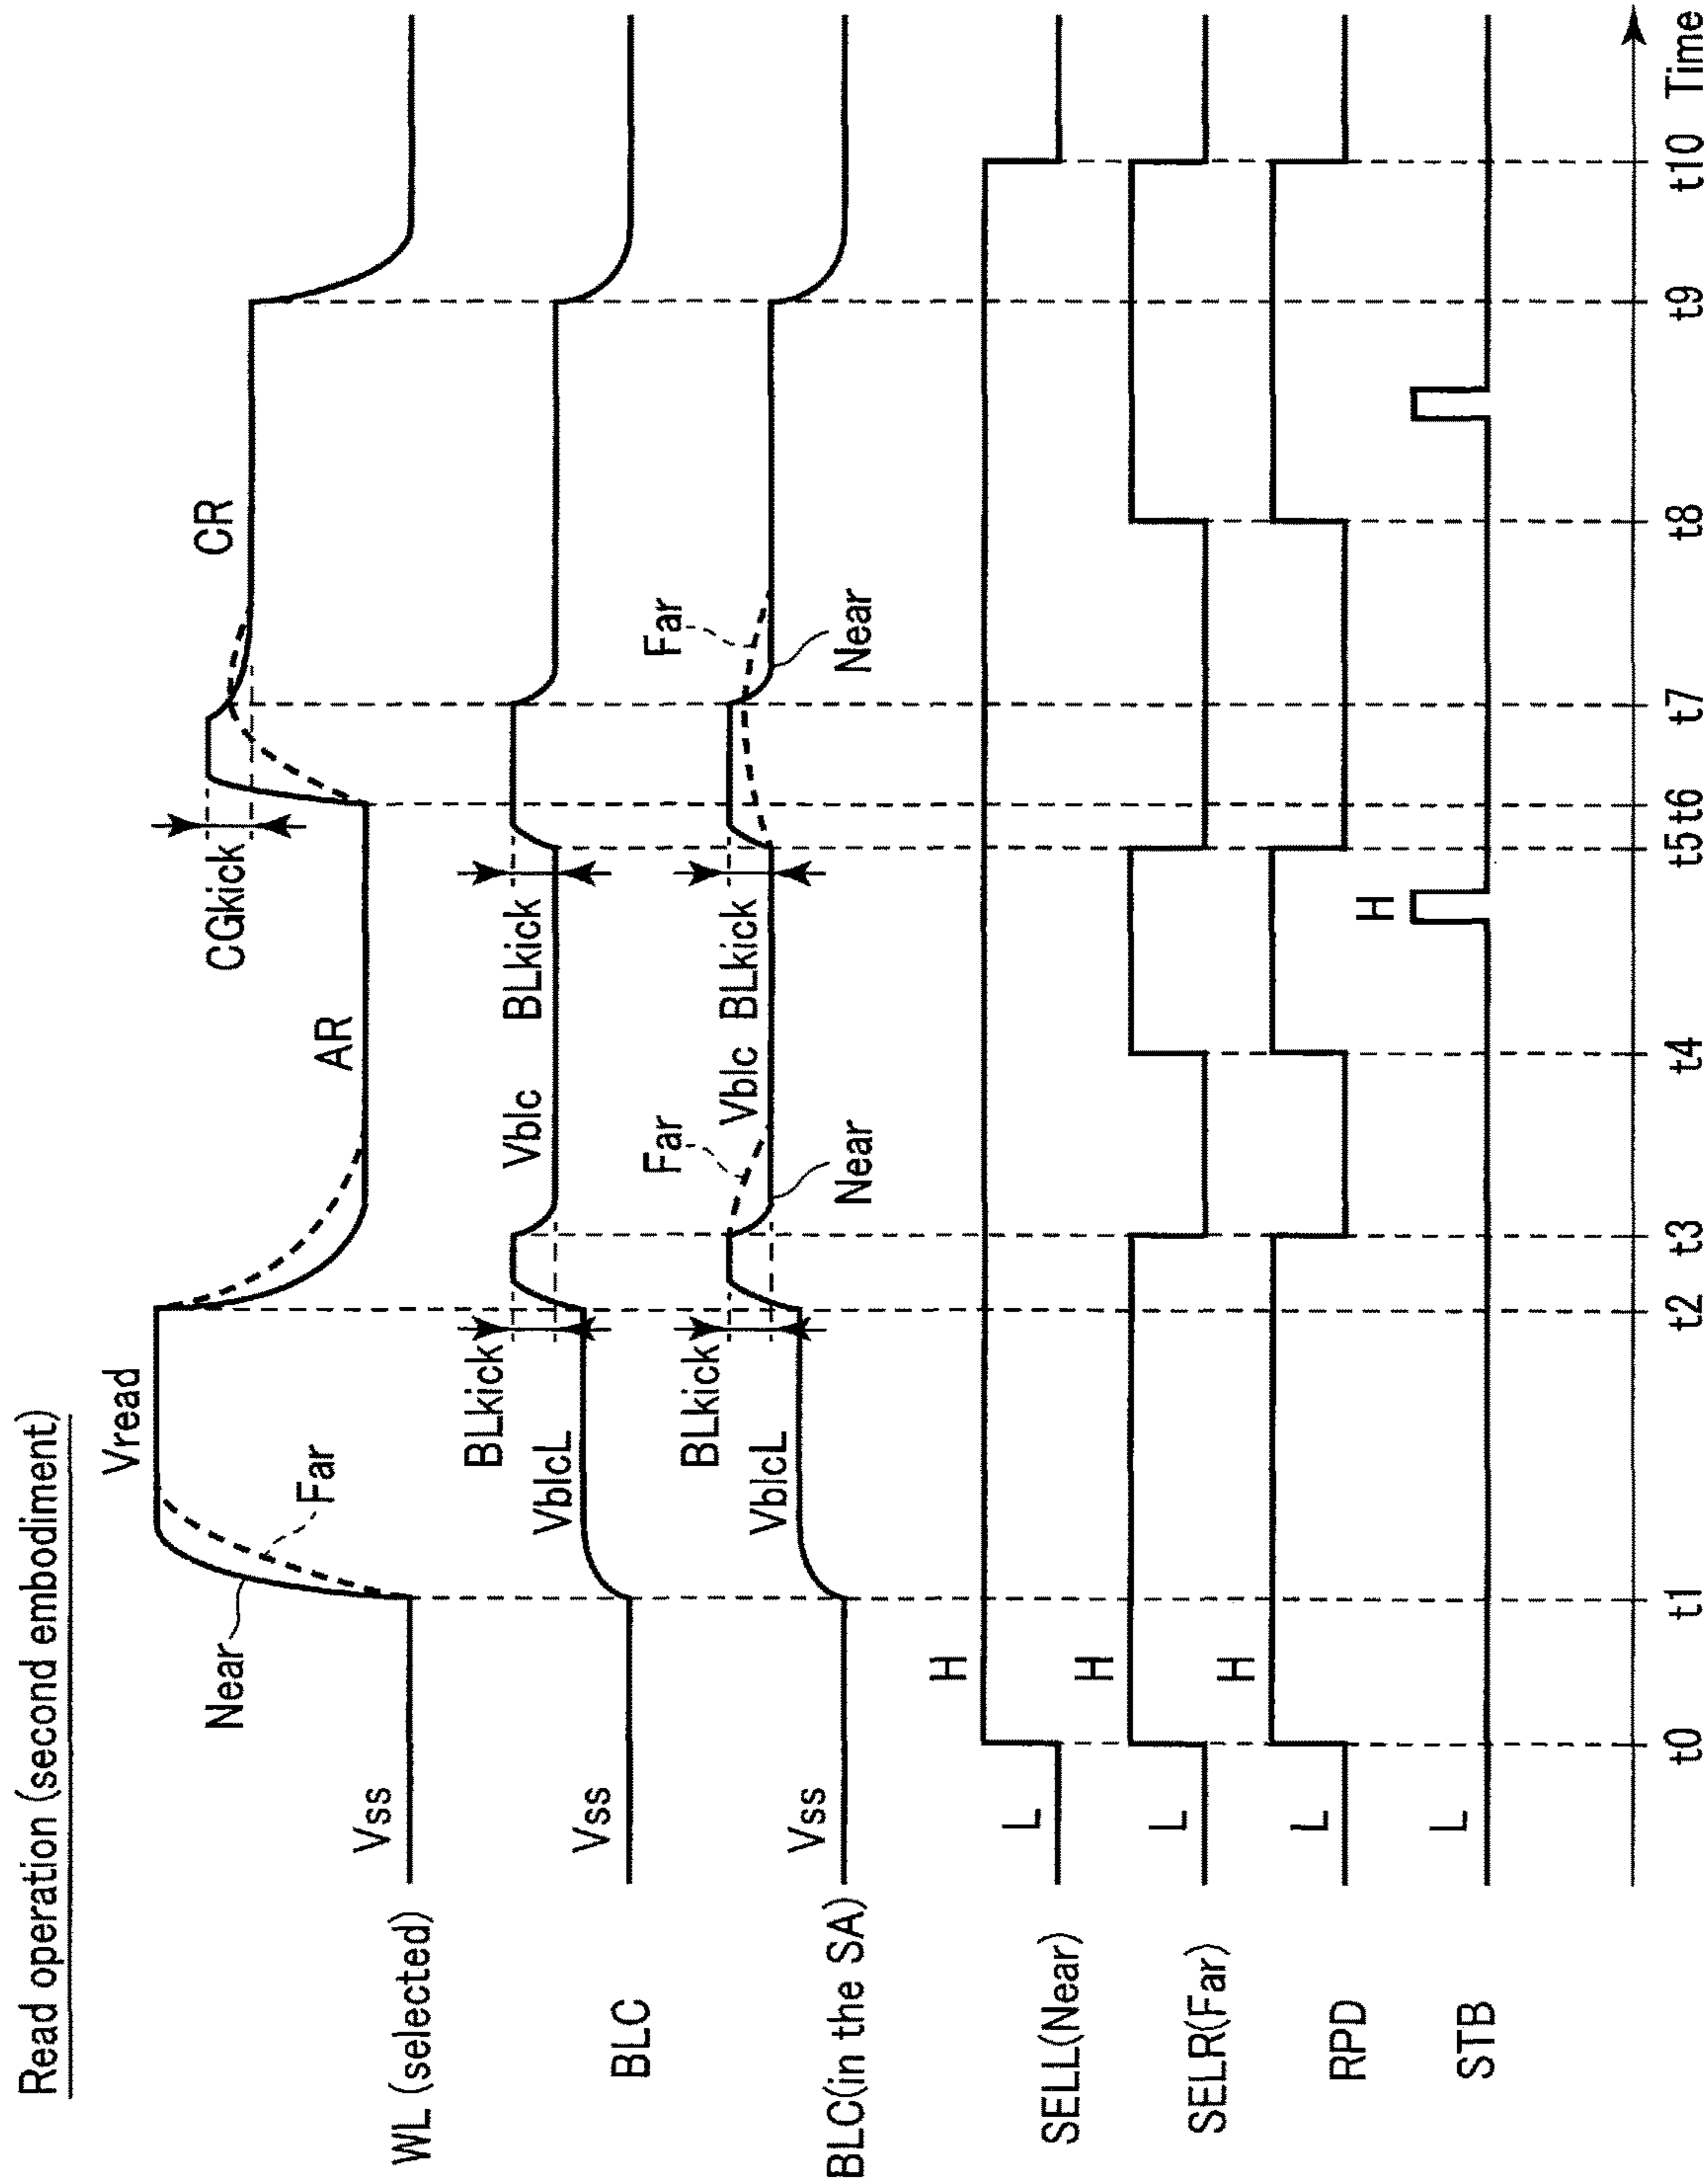 Read operation (second embodiment)
Vread
Near
Far
CGkick
CR
AR
Vss
WL (selected)
BLkick
BLkick
VblcL
Vblc
Vss
BLC
BLkick
Far
Far
VblcL
Vblc BLkick
Near
Near
Vss
BLC(in the SA)
H
L
SELL(Near)
H
L
SELR(Far)
H
L
RPD
H
L
STB
t0 t1 t2 t3 t4 t5 t6 t7 t8 t9 t10 Time